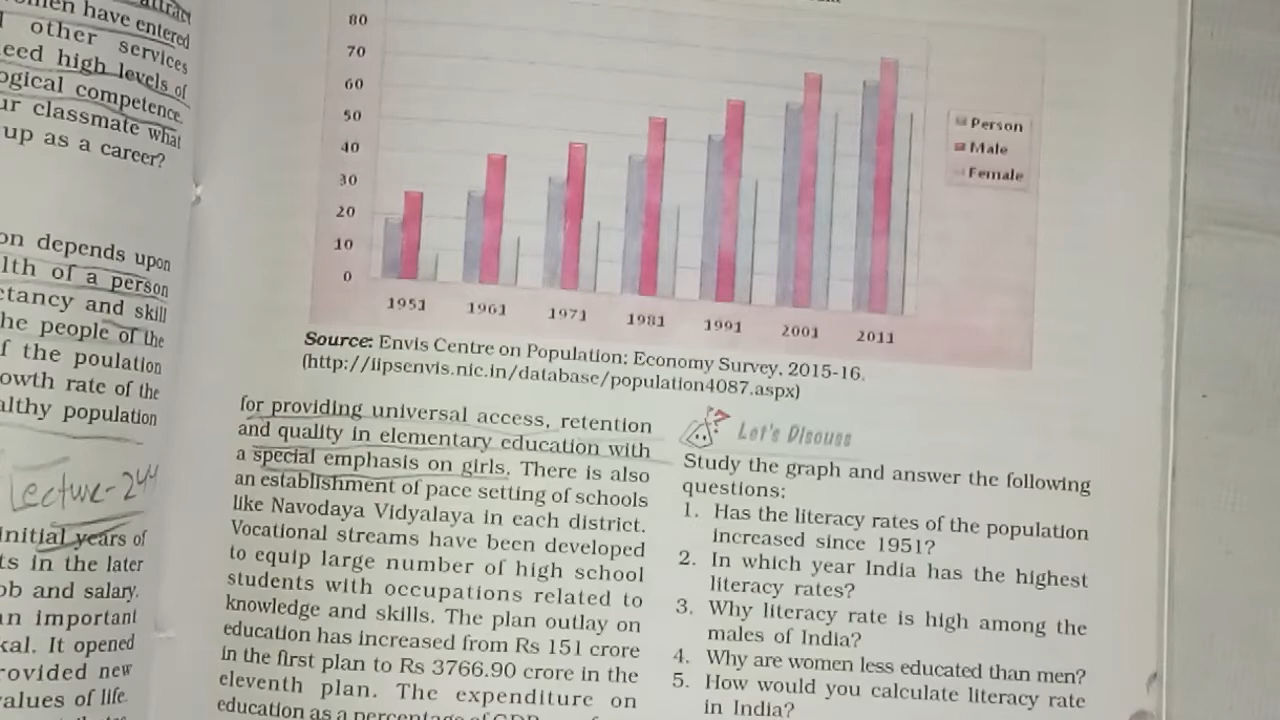 attract
omen have entered
other services
eed high levels of
ogical competence.
ur classmate what
up as a career?
on depends upon
lth of a person
ctancy and skill
he people of the
f the poulation
owth rate of the
althy population
Lecture-244
initial years of
ts in the later
ob and salary.
an important
kal. It opened
rovided new
values of life.
80
70
60
50
40
30
20
10
0
1951 1961 1971 1981 1991 2001 2011
Person
Male
Female
Source: Envis Centre on Population; Economy Survey, 2015-16.
(http://iipsenvis.nic.in/database/population4087.aspx)
for providing universal access, retention
and quality in elementary education with
a special emphasis on girls. There is also
an establishment of pace setting of schools
like Navodaya Vidyalaya in each district.
Vocational streams have been developed
to equip large number of high school
students with occupations related to
knowledge and skills. The plan outlay on
education has increased from Rs 151 crore
in the first plan to Rs 3766.90 crore in the
eleventh plan. The expenditure on
education as a percentage of GDP
Let's Discuss
Study the graph and answer the following
questions:
1. Has the literacy rates of the population
increased since 1951?
2. In which year India has the highest
literacy rates?
3. Why literacy rate is high among the
males of India?
4. Why are women less educated than men?
5. How would you calculate literacy rate
in India?